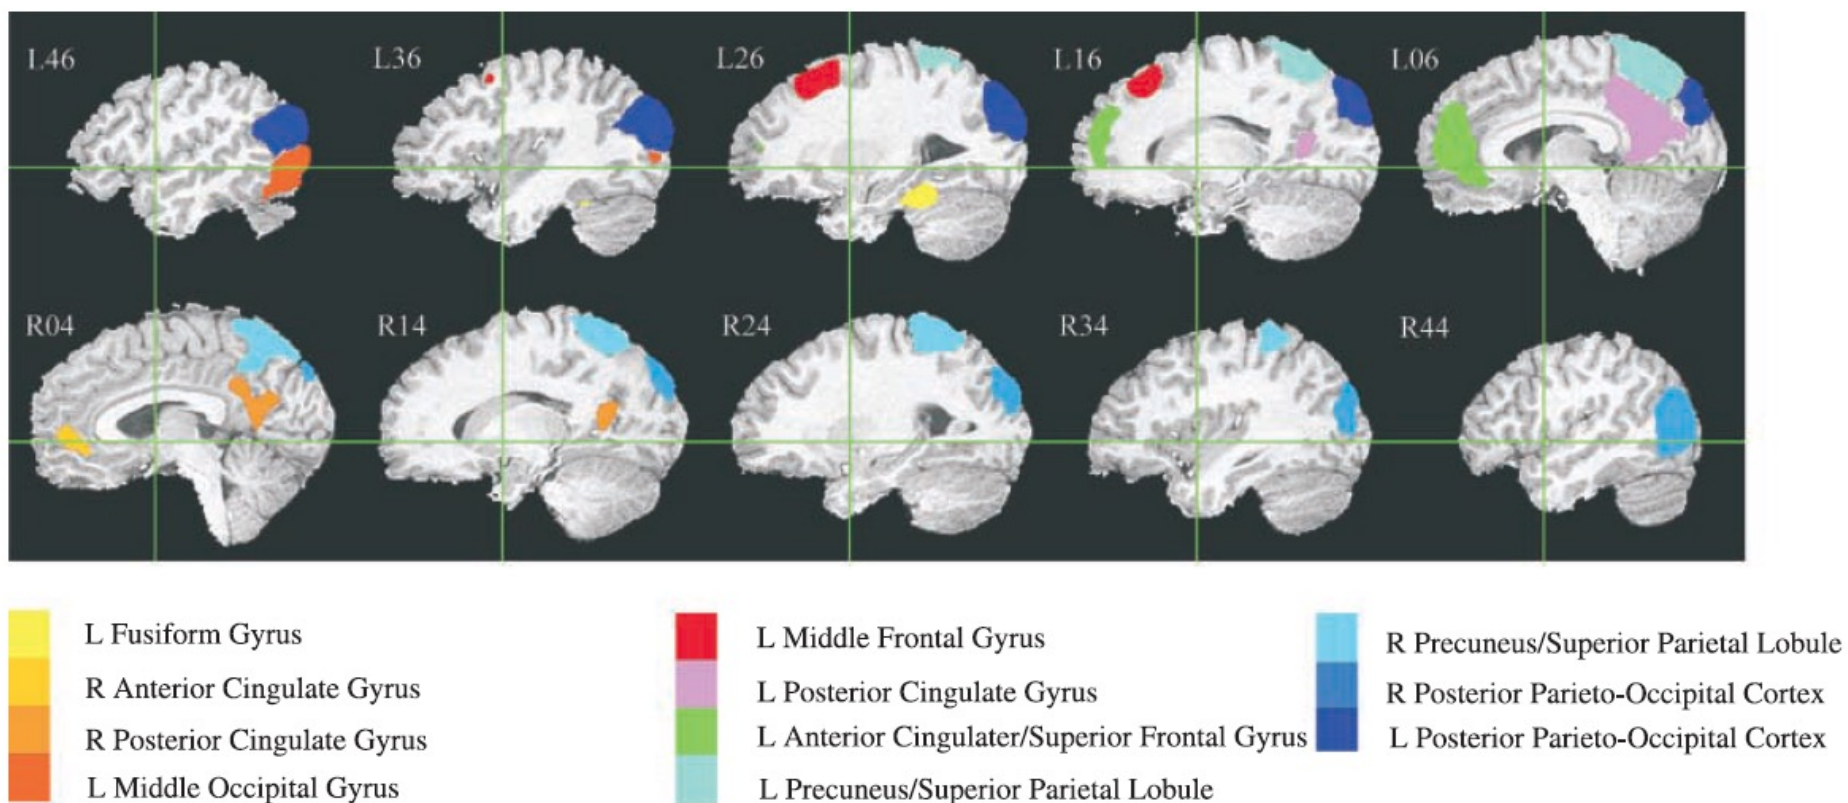 L46
L36
L26
L16
L06
R04
R14
R24
R34
R44
L Fusiform Gyrus
R Anterior Cingulate Gyrus
R Posterior Cingulate Gyrus
L Middle Occipital Gyrus
L Middle Frontal Gyrus
L Posterior Cingulate Gyrus
L Anterior Cingulater/Superior Frontal Gyrus
L Precuneus/Superior Parietal Lobule
R Precuneus/Superior Parietal Lobule
R Posterior Parieto-Occipital Cortex
L Posterior Parieto-Occipital Cortex